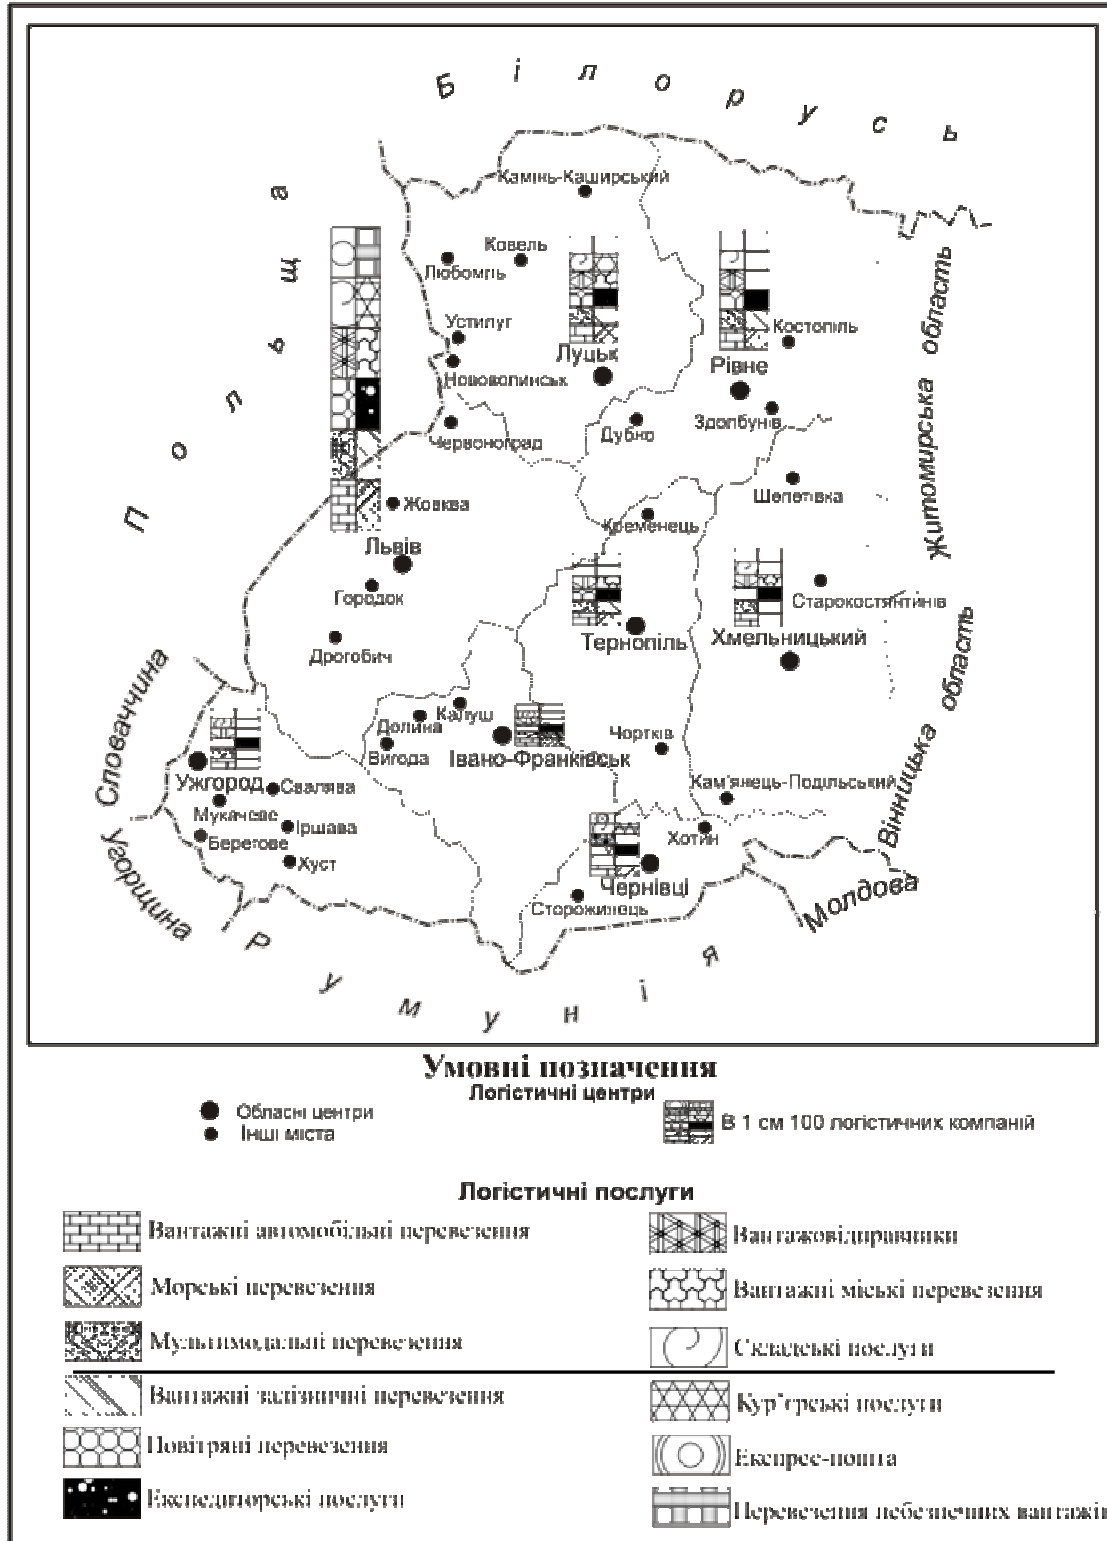 Білорусь
Польща
Камінь-Каширський
Ковель
Любомль
Устилуг
Луцьк
Костопіль
Рівне
Нововолинськ
Червоноград
Дубно
Здолбунів
Житомирська область
Шепетівка
Жовква
Кременець
Львів
Городок
Старокостянтинів
Тернопіль
Хмельницький
Дрогобич
Словаччина
Калуш
Долина
Вигода
Івано-Франківськ
Чортків
Вінницька область
Ужгород
Свалява
Кам'янець-Подільський
Мукачеве
Берегове
Іршава
Хотин
Угорщина
Хуст
Чернівці
Молдова
Сторожинець
Румунія
Умовні позначення
Логістичні центри
Обласні центри
Інші міста
В 1 см 100 логістичних компаній
Логістичні послуги
Вантажні автомобільні перевезення
Вантажовідправники
Морські перевезення
Вантажні міські перевезення
Мультимодальні перевезення
Складські послуги
Вантажні залізничні перевезення
Кур'єрські послуги
Повітряні перевезення
Експрес-пошта
Експедиторські послуги
Перевезення небезпечних вантажів